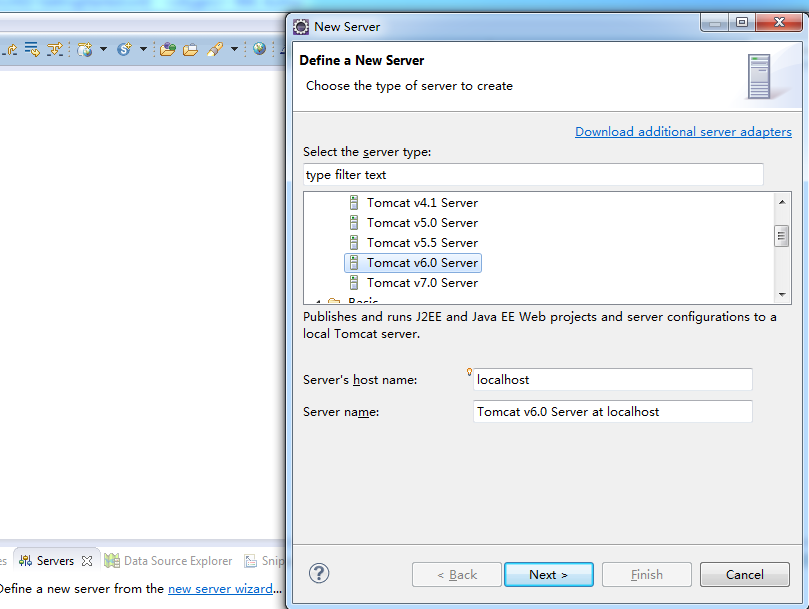 New Server
Define a New Server
Choose the type of server to create
Download additional server adapters
Select the server type:
type filter text
Tomcat v4.1 Server
Tomcat v5.0 Server
Tomcat v5.5 Server
Tomcat v6.0 Server
Tomcat v7.0 Server
Basic
Publishes and runs J2EE and Java EE Web projects and server configurations to a
local Tomcat server.
Server's host name:
localhost
Server name:
Tomcat v6.0 Server at localhost
< Back
Next >
Finish
Cancel
Servers
Data Source Explorer
Snip
Define a new server from the new server wizard...